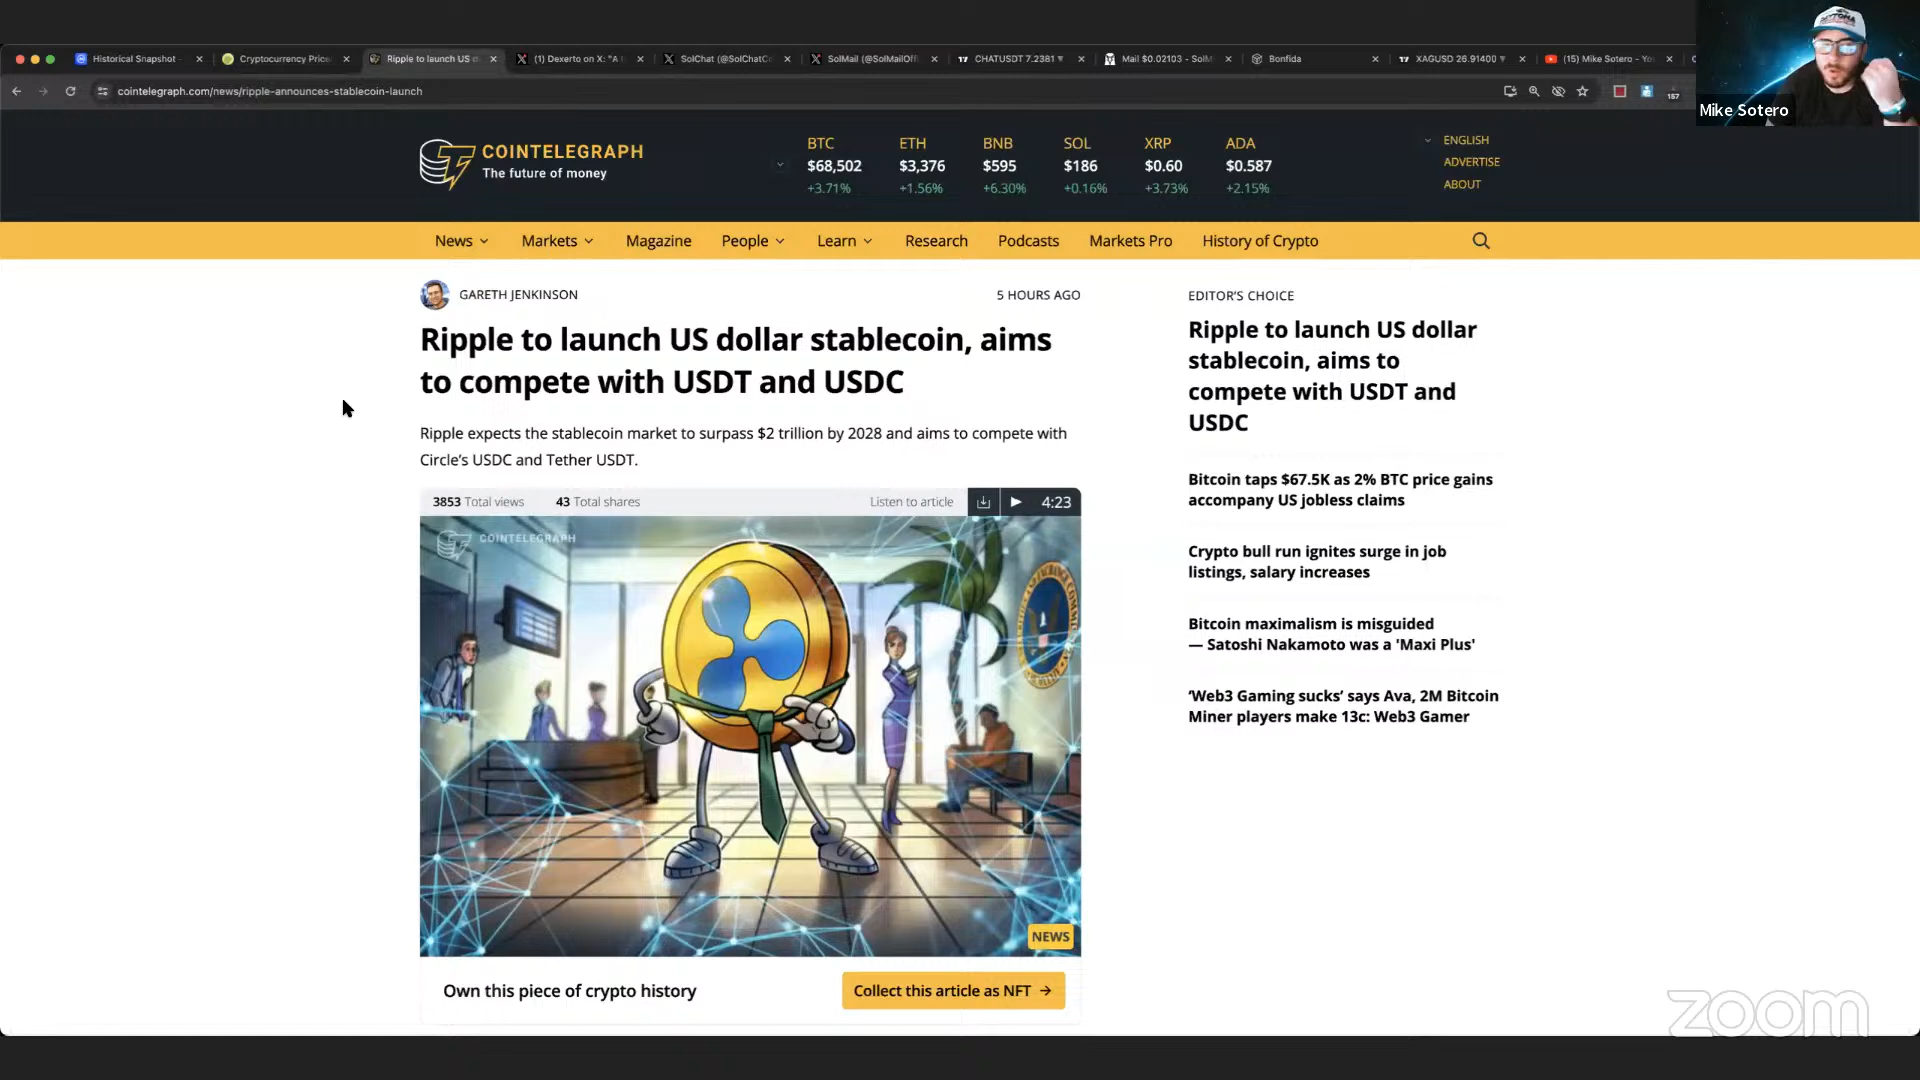 Historical Snapshot
Cryptocurrency Price
Ripple to launch US d
(1) Dexerto on X: "A
SolChat (@SolChatC
SolMail (@SolMailOffi
CHATUSDT 7.2381
Mail $0.02103 - SolM
Bonfida
XAGUSD 26.91400
(15) Mike Sotero - Yo
cointelegraph.com/news/ripple-announces-stablecoin-launch
157
Mike Sotero
COINTELEGRAPH
The future of money
BTC
$68,502
+3.71%
ETH
$3,376
+1.56%
BNB
$595
+6.30%
SOL
$186
+0.16%
XRP
$0.60
+3.73%
ADA
$0.587
+2.15%
ENGLISH
ADVERTISE
ABOUT
News
Markets
Magazine
People
Learn
Research
Podcasts
Markets Pro
History of Crypto
GARETH JENKINSON
5 HOURS AGO
Ripple to launch US dollar stablecoin, aims
to compete with USDT and USDC
Ripple expects the stablecoin market to surpass $2 trillion by 2028 and aims to compete with
Circle's USDC and Tether USDT.
3853 Total views
43 Total shares
Listen to article
4:23
COINTELEGRAPH
NEWS
Own this piece of crypto history
Collect this article as NFT →
EDITOR'S CHOICE
Ripple to launch US dollar
stablecoin, aims to
compete with USDT and
USDC
Bitcoin taps $67.5K as 2% BTC price gains
accompany US jobless claims
Crypto bull run ignites surge in job
listings, salary increases
Bitcoin maximalism is misguided
— Satoshi Nakamoto was a 'Maxi Plus'
'Web3 Gaming sucks' says Ava, 2M Bitcoin
Miner players make 13c: Web3 Gamer
zoom